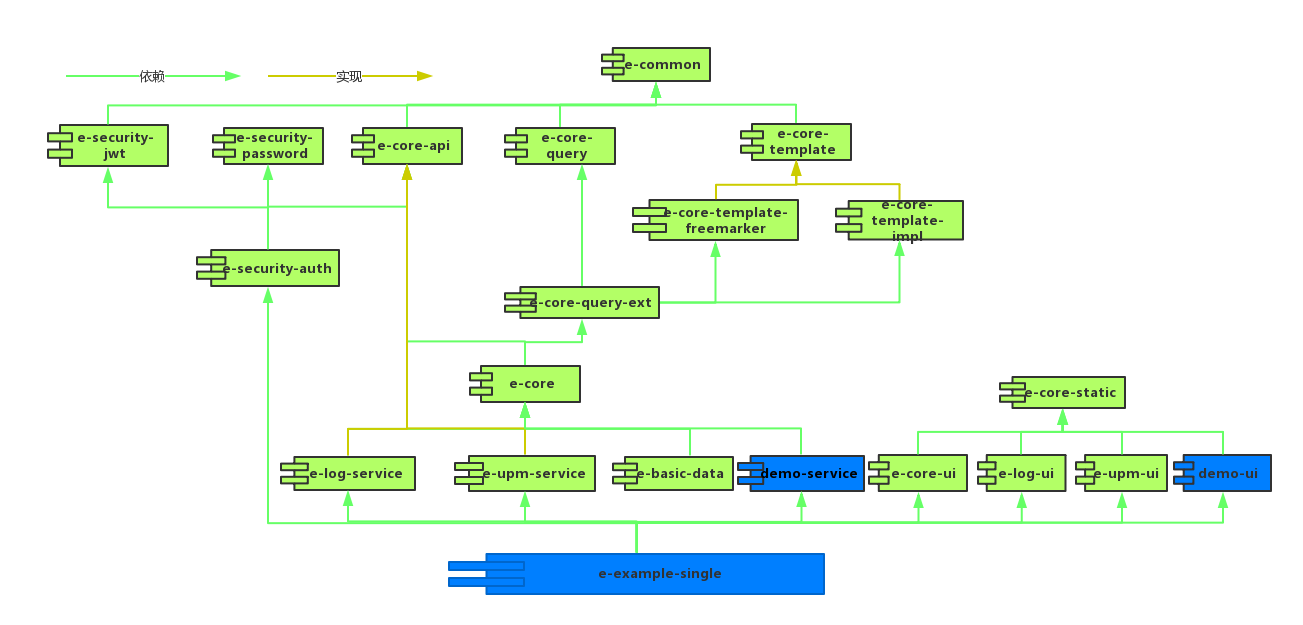 e-common
依赖
实现
e-security-
jwt
e-security-
password
e-core-api
e-core-
query
e-core-
template
e-core-template-
freemarker
e-core-
template-
impl
e-security-auth
e-core-query-ext
e-core
e-core-static
e-log-service
e-upm-service
e-basic-data
demo-service
e-core-ui
e-log-ui
e-upm-ui
demo-ui
e-example-single